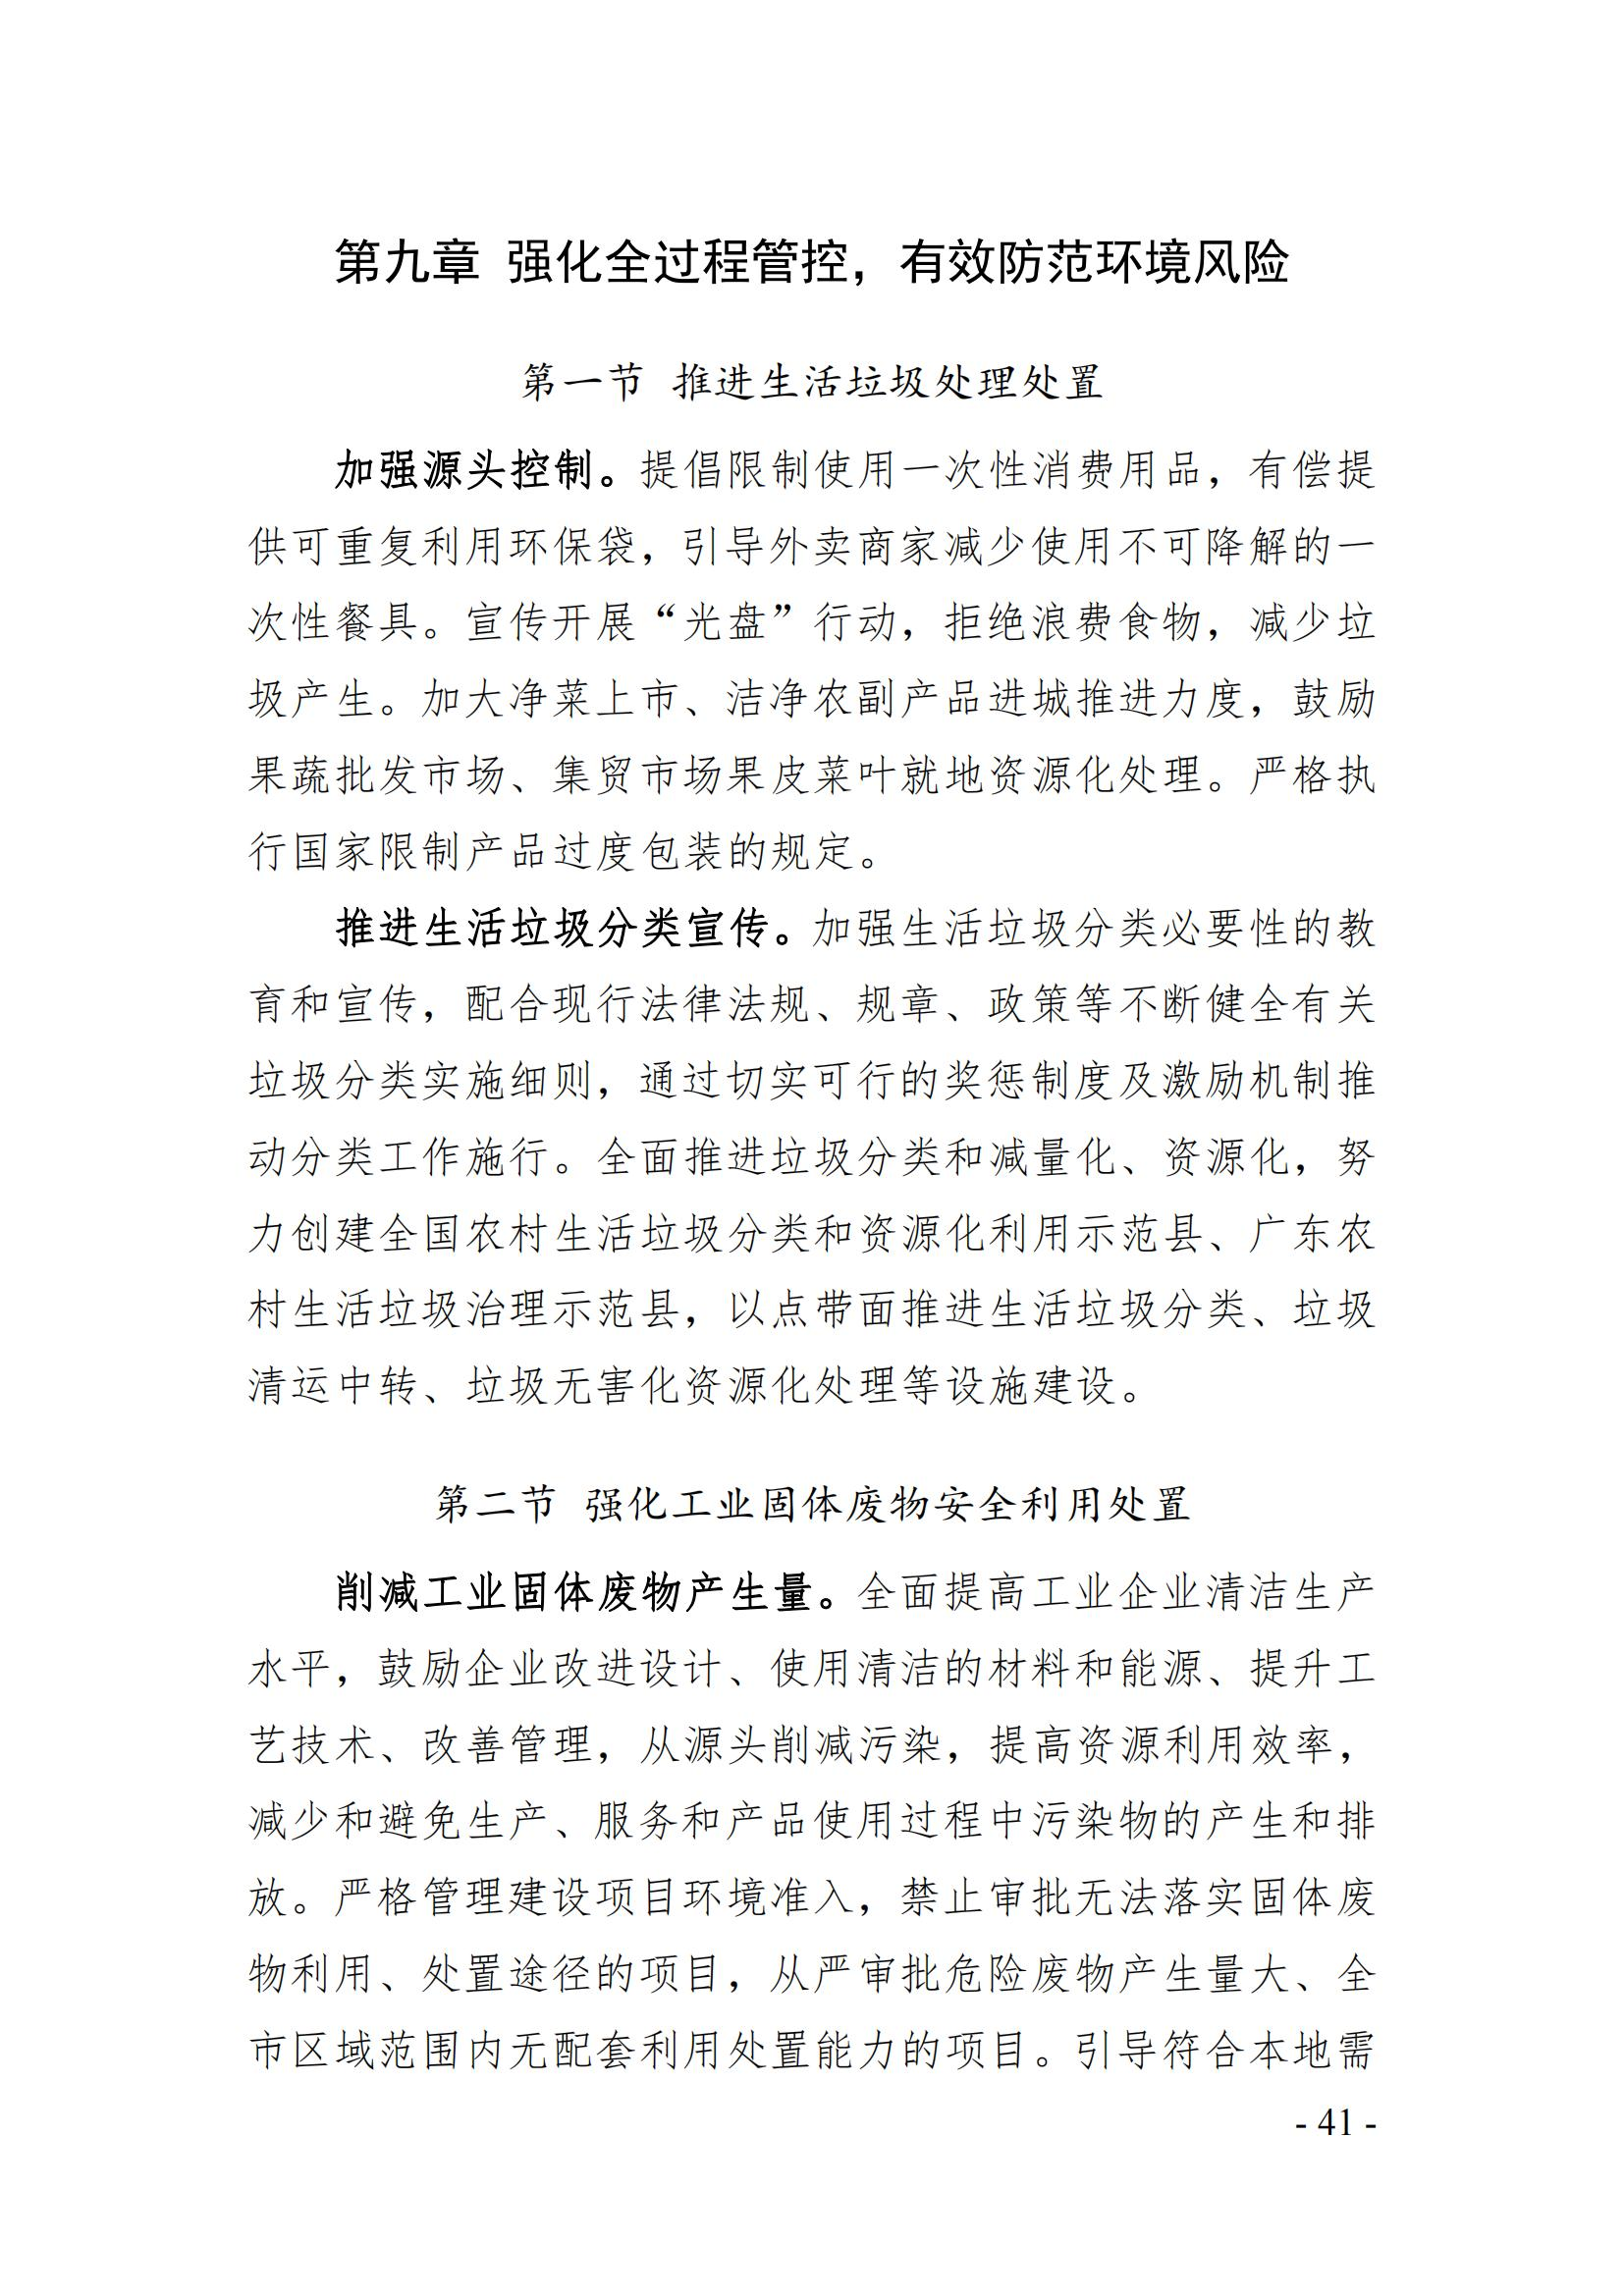 第九章 强化全过程管控，有效防范环境风险
第一节 推进生活垃圾处理处置
加强源头控制。提倡限制使用一次性消费用品，有偿提
供可重复利用环保袋，引导外卖商家减少使用不可降解的一
次性餐具。宣传开展“光盘”行动，拒绝浪费食物，减少垃
圾产生。加大净菜上市、洁净农副产品进城推进力度，鼓励
果蔬批发市场、集贸市场果皮菜叶就地资源化处理。严格执
行国家限制产品过度包装的规定。
推进生活垃圾分类宣传。加强生活垃圾分类必要性的教
育和宣传，配合现行法律法规、规章、政策等不断健全有关
垃圾分类实施细则，通过切实可行的奖惩制度及激励机制推
动分类工作施行。全面推进垃圾分类和减量化、资源化，努
力创建全国农村生活垃圾分类和资源化利用示范县、广东农
村生活垃圾治理示范县，以点带面推进生活垃圾分类、垃圾
清运中转、垃圾无害化资源化处理等设施建设。
第二节 强化工业固体废物安全利用处置
削减工业固体废物产生量。全面提高工业企业清洁生产
水平，鼓励企业改进设计、使用清洁的材料和能源、提升工
艺技术、改善管理，从源头削减污染，提高资源利用效率，
减少和避免生产、服务和产品使用过程中污染物的产生和排
放。严格管理建设项目环境准入，禁止审批无法落实固体废
物利用、处置途径的项目，从严审批危险废物产生量大、全
市区域范围内无配套利用处置能力的项目。引导符合本地需
- 41 -